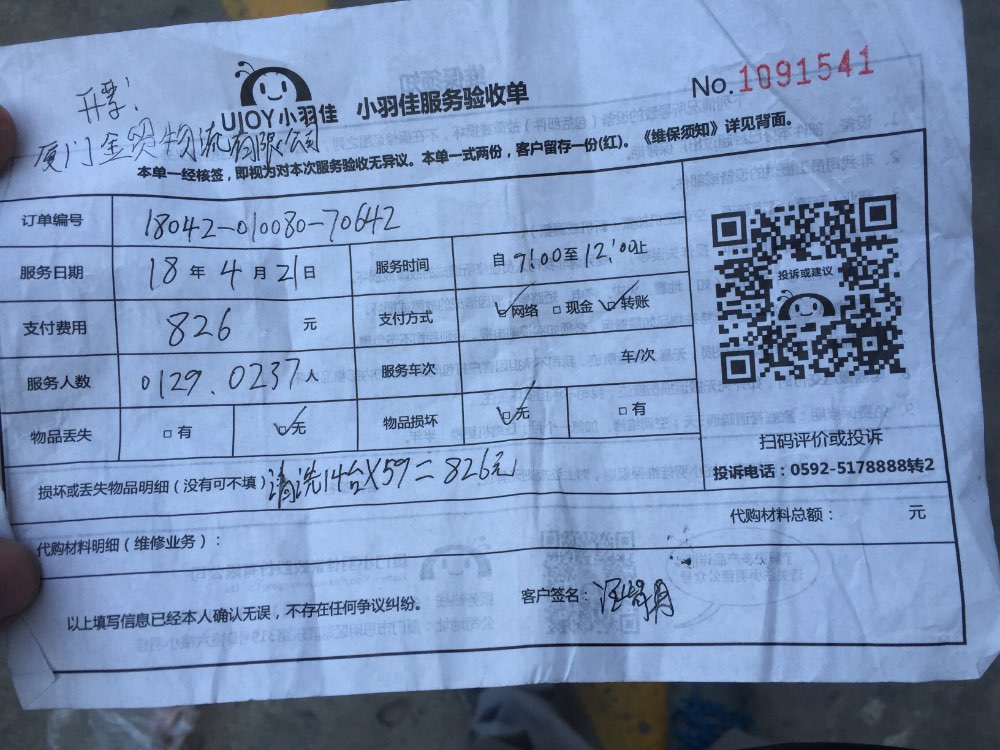 开票!
厦门金贸物流有限公司
UJOY小羽佳 小羽佳服务验收单
No.1091541
本单一经核签，即视为对本次服务验收无异议。本单一式两份，客户留存一份(红)。《维保须知》详见背面。
订单编号 18042-010080-70642
服务日期 18 年 4 月 21 日 服务时间 自 9:00 至 12:00 止
支付费用 826 元 支付方式 ☑网络 □现金 ☑转账
服务人数 0129.0237 人 服务车次 车/次
物品丢失 □有 ☑无 物品损坏 ☑无 □有
投诉或建议
扫码评价或投诉
投诉电话：0592-5178888转2
损坏或丢失物品明细（没有可不填） 清洗14台X59=826元
代购材料明细（维修业务）： 代购材料总额： 元
以上填写信息已经本人确认无误，不存在任何争议纠纷。 客户签名：